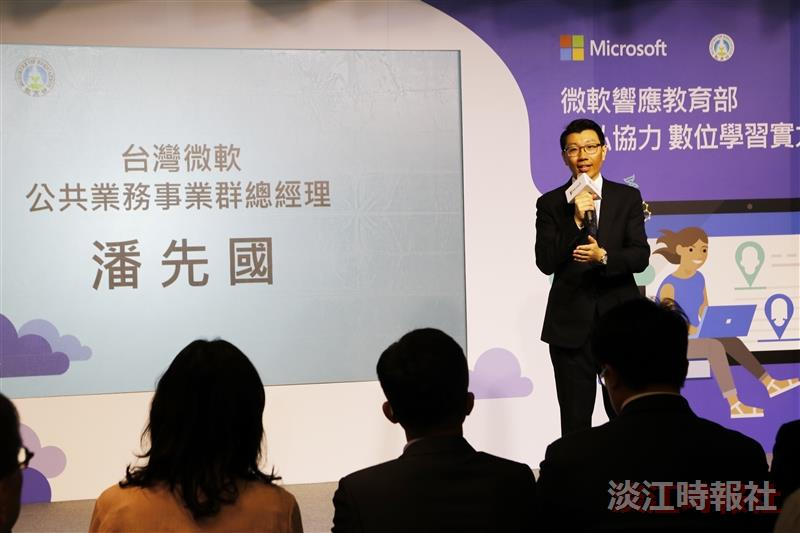 台灣微軟
公共業務事業群總經理
潘先國
Microsoft
微軟響應教育部
協力 數位學習實
淡江時報社